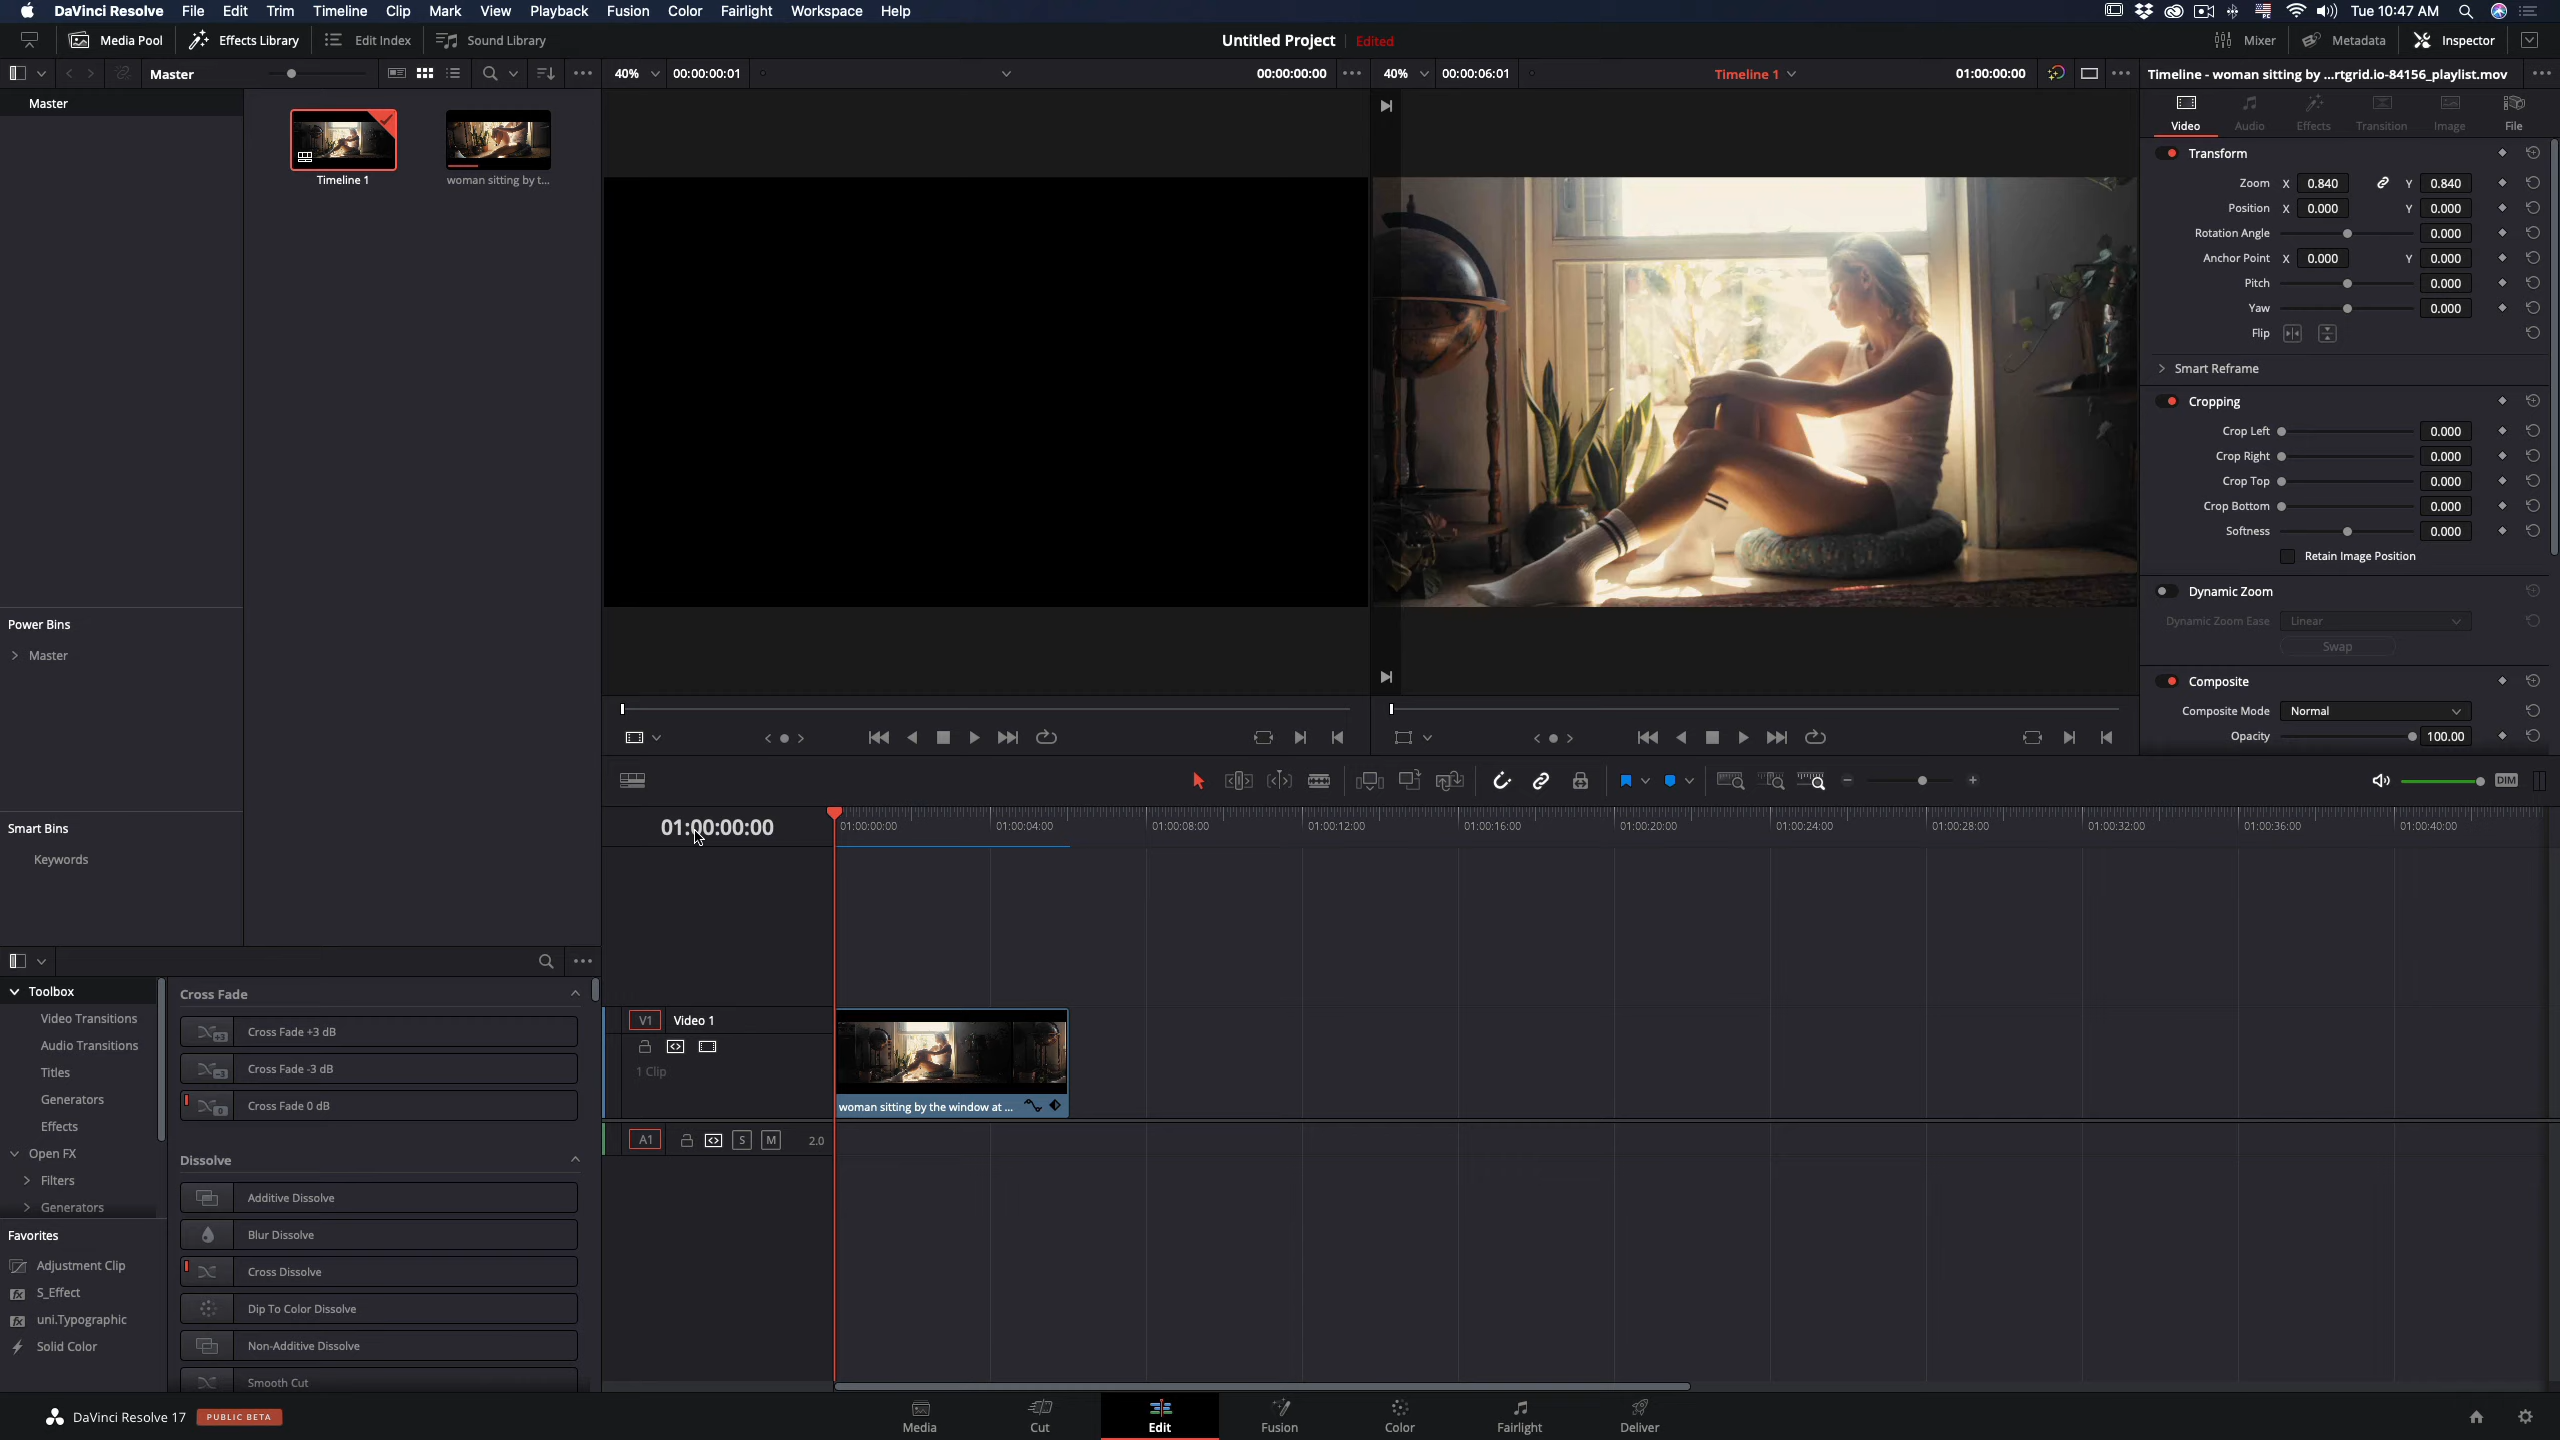 DaVinci Resolve File Edit Trim Timeline Clip Mark View Playback Fusion Color Fairlight Workspace Help Tue 10:47 AM
Media Pool Effects Library Edit Index Sound Library Untitled Project Edited Mixer Metadata Inspector
Master 40% 00:00:00:01 00:00:00:00 40% 00:00:06:01 Timeline 1 01:00:00:00 Timeline - woman sitting by ...rtgrid.io-84156_playlist.mov
Master
Timeline 1
woman sitting by t...
Power Bins
Master
Smart Bins
Keywords
Video Audio Effects Transition Image File
Transform
Zoom X 0.840 Y 0.840
Position X 0.000 Y 0.000
Rotation Angle 0.000
Anchor Point X 0.000 Y 0.000
Pitch 0.000
Yaw 0.000
Flip
Smart Reframe
Cropping
Crop Left 0.000
Crop Right 0.000
Crop Top 0.000
Crop Bottom 0.000
Softness 0.000
Retain Image Position
Dynamic Zoom
Dynamic Zoom Ease Linear
Swap
Composite
Composite Mode Normal
Opacity 100.00
DIM
01:00:00:00
01:00:00:00 01:00:04:00 01:00:08:00 01:00:12:00 01:00:16:00 01:00:20:00 01:00:24:00 01:00:28:00 01:00:32:00 01:00:36:00 01:00:40:00
V1 Video 1
1 Clip
woman sitting by the window at ...
A1 S M 2.0
Toolbox
Video Transitions
Audio Transitions
Titles
Generators
Effects
Open FX
Filters
Generators
Favorites
Adjustment Clip
S_Effect
uni.Typographic
Solid Color
Cross Fade
+3 Cross Fade +3 dB
-3 Cross Fade -3 dB
0 Cross Fade 0 dB
Dissolve
Additive Dissolve
Blur Dissolve
Cross Dissolve
Dip To Color Dissolve
Non-Additive Dissolve
Smooth Cut
DaVinci Resolve 17 PUBLIC BETA
Media Cut Edit Fusion Color Fairlight Deliver